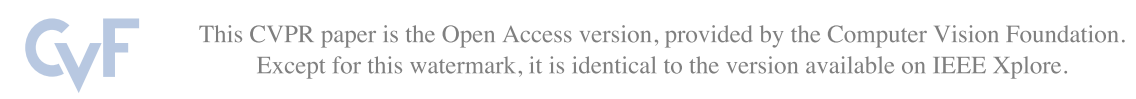 CvF
This CVPR paper is the Open Access version, provided by the Computer Vision Foundation.
Except for this watermark, it is identical to the version available on IEEE Xplore.